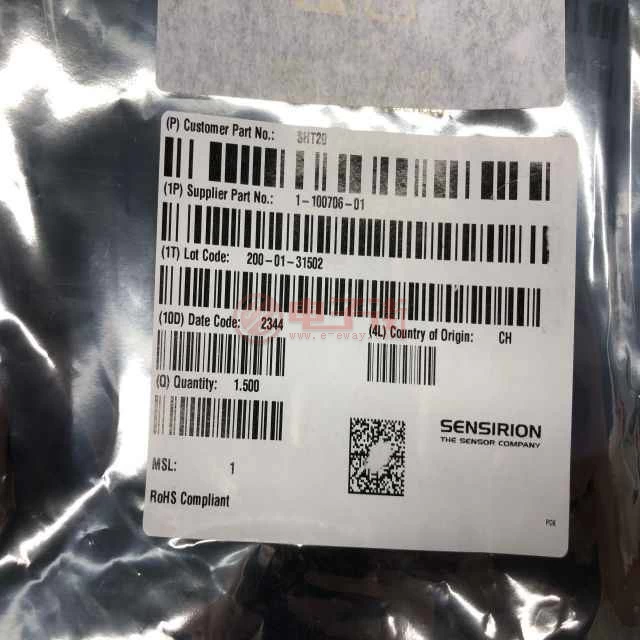 (P) Customer Part No.: SHT20
(1P) Supplier Part No.: 1-100706-01
(1T) Lot Code: 200-01-31502
(10D) Date Code: 2344
(4L) Country of Origin: CH
(Q) Quantity: 1.500
SENSIRION
THE SENSOR COMPANY
MSL: 1
RoHS Compliant